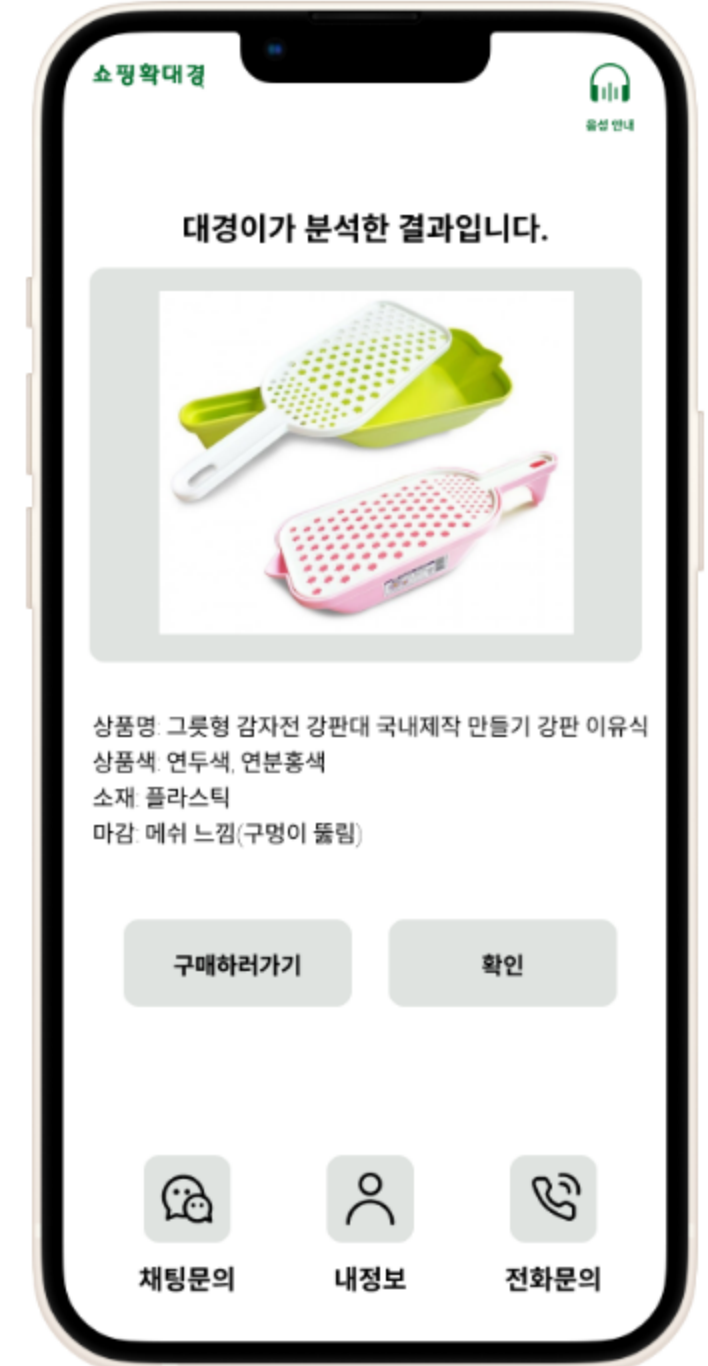 쇼핑확대경
음성 안내
대경이가 분석한 결과입니다.
상품명: 그릇형 감자전 강판대 국내제작 만들기 강판 이유식
상품색: 연두색, 연분홍색
소재: 플라스틱
마감: 메쉬 느낌(구멍이 뚫림)
구매하러가기
확인
채팅문의
내정보
전화문의